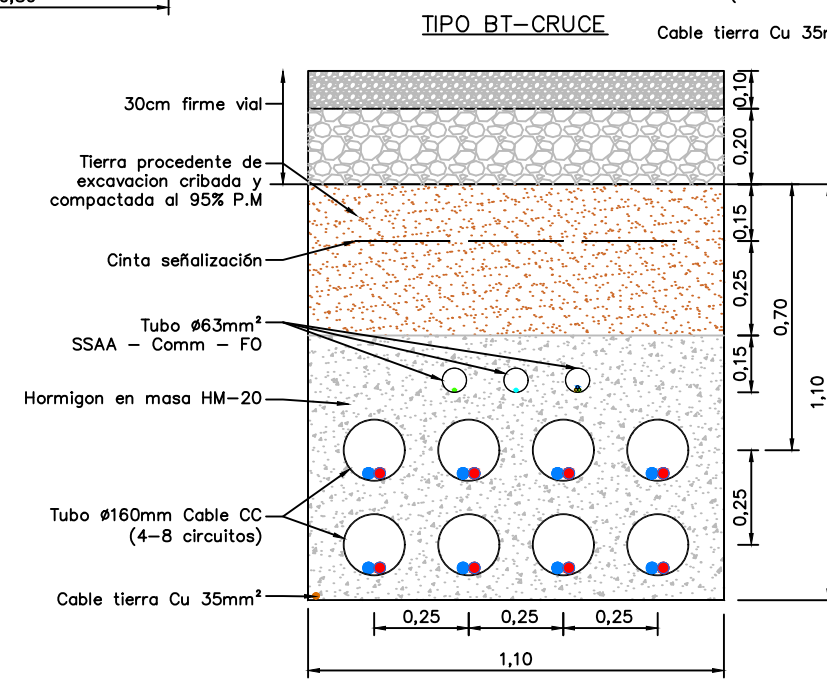 TIPO BT-CRUCE
Cable tierra Cu 35
30cm firme vial
Tierra procedente de
excavacion cribada y
compactada al 95% P.M
Cinta señalización
Tubo Ø63mm²
SSAA - Comm - FO
Hormigon en masa HM-20
Tubo Ø160mm Cable CC
(4-8 circuitos)
Cable tierra Cu 35mm²
0,10
0,20
0,15
0,25
0,15
0,25
0,70
1,10
0,25
0,25
0,25
1,10